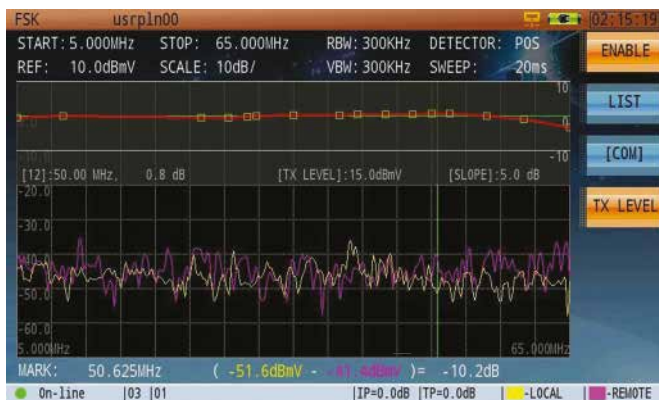 FSK usrpln00 02:15:19
START: 5.000MHz STOP: 65.000MHz RBW: 300KHz DETECTOR: POS
REF: 10.0dBmV SCALE: 10dB/ VBW: 300KHz SWEEP: 20ms
ENABLE
LIST
[COM]
TX LEVEL
10
0
-10
[12]:50.00 MHz, 0.8 dB [TX LEVEL]:15.0dBmV [SLOPE]:5.0 dB
-20.0
-30.0
-50.0
-60.0
5.000MHz 65.000MHz
MARK: 50.625MHz ( -51.6dBmV - -41.4dBmV )= -10.2dB
On-line |03 |01 |IP=0.0dB |TP=0.0dB -LOCAL -REMOTE